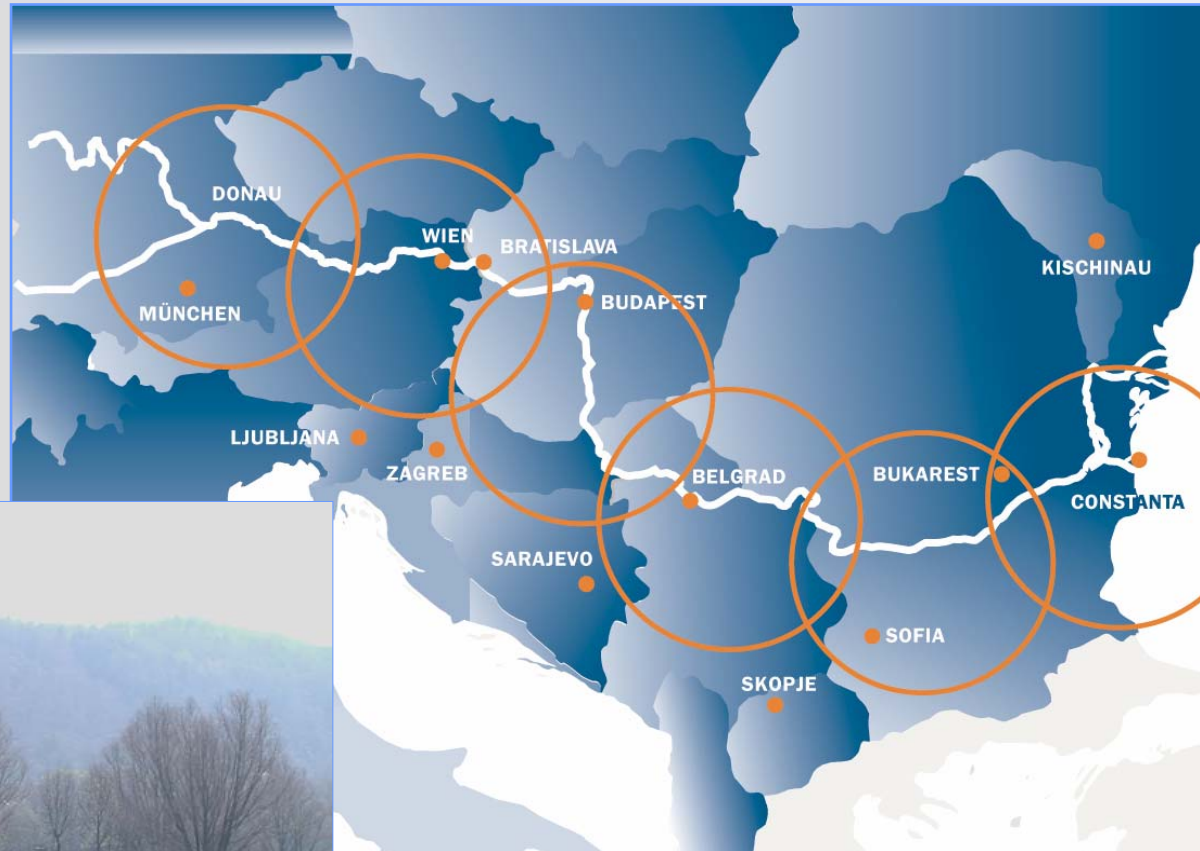 DONAU
WIEN
BRATISLAVA
KISCHINAU
BUDAPEST
MÜNCHEN
LJUBLJANA
ZAGREB
BELGRAD
BUKAREST
CONSTANTA
SARAJEVO
SOFIA
SKOPJE